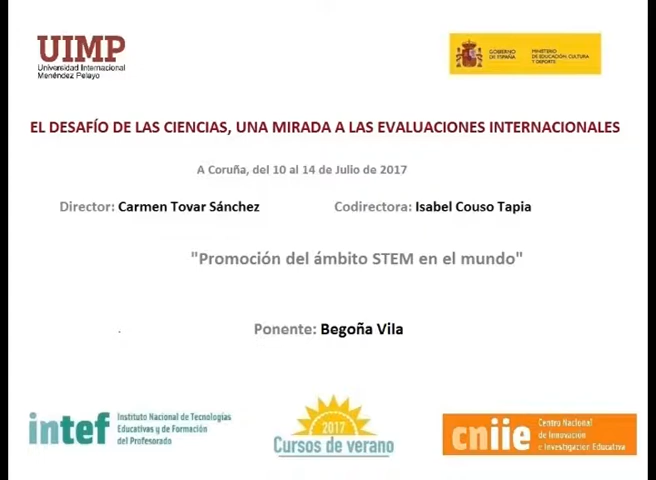 UIMP
Universidad Internacional
Menéndez Pelayo
GOBIERNO
DE ESPAÑA
MINISTERIO
DE EDUCACIÓN, CULTURA
Y DEPORTE
EL DESAFÍO DE LAS CIENCIAS, UNA MIRADA A LAS EVALUACIONES INTERNACIONALES
A Coruña, del 10 al 14 de Julio de 2017
Director: Carmen Tovar Sánchez
Codirectora: Isabel Couso Tapia
"Promoción del ámbito STEM en el mundo"
Ponente: Begoña Vila
intef
Instituto Nacional de Tecnologías
Educativas y de Formación
del Profesorado
2017
Cursos de verano
cniie
Centro Nacional
de Innovación
e Investigación Educativa